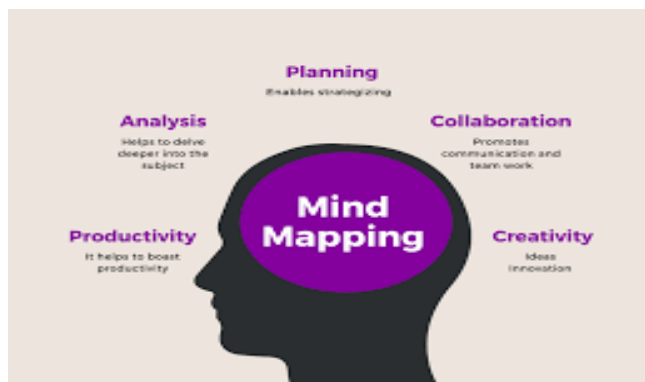 Planning
Enables strategizing
Analysis
Helps to delve
deeper into the
subject
Collaboration
Promotes
communication and
team work
Mind
Mapping
Productivity
It helps to boast
productivity
Creativity
Ideas
Innovation